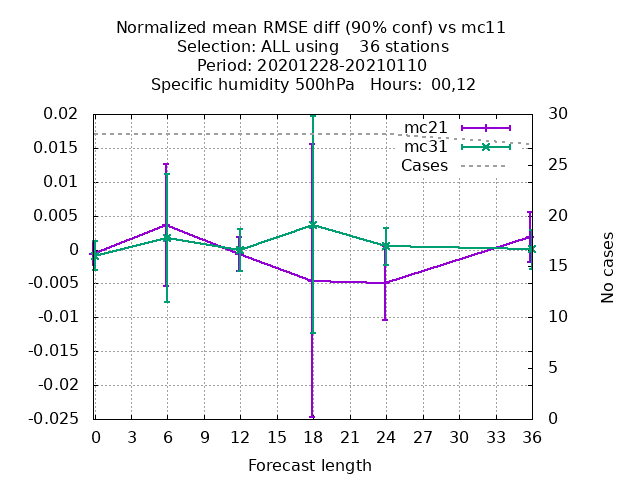 Normalized mean RMSE diff (90% conf) vs mc11
Selection: ALL using    36 stations
Period: 20201228-20210110
Specific humidity 500hPa   Hours:  00,12
0.02
0.015
0.01
0.005
0
-0.005
-0.01
-0.015
-0.02
-0.025
mc21
mc31
Cases
30
25
20
15
10
5
0
No cases
0 3 6 9 12 15 18 21 24 27 30 33 36
Forecast length